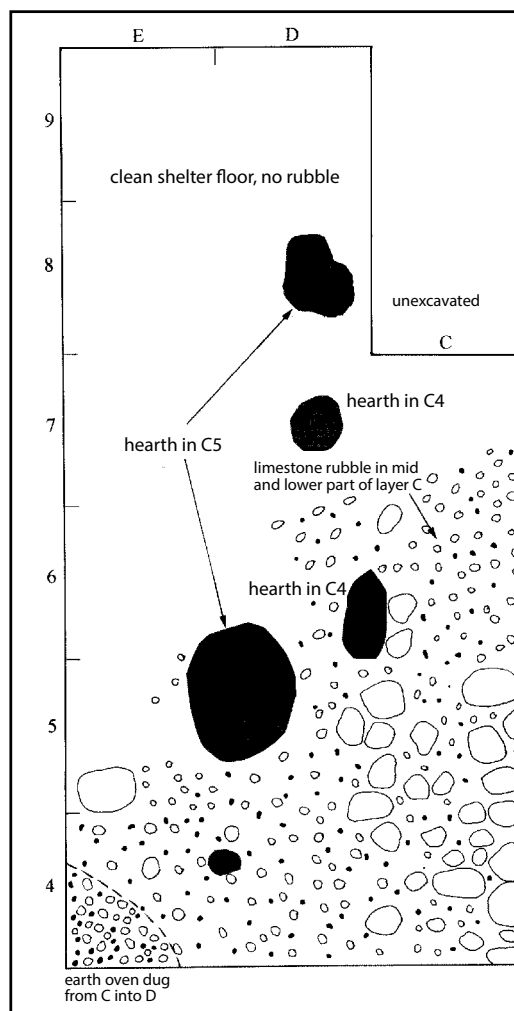 E D
9
clean shelter floor, no rubble
8
unexcavated
C
hearth in C4
7
hearth in C5
limestone rubble in mid
and lower part of layer C
6
hearth in C4
5
4
earth oven dug
from C into D